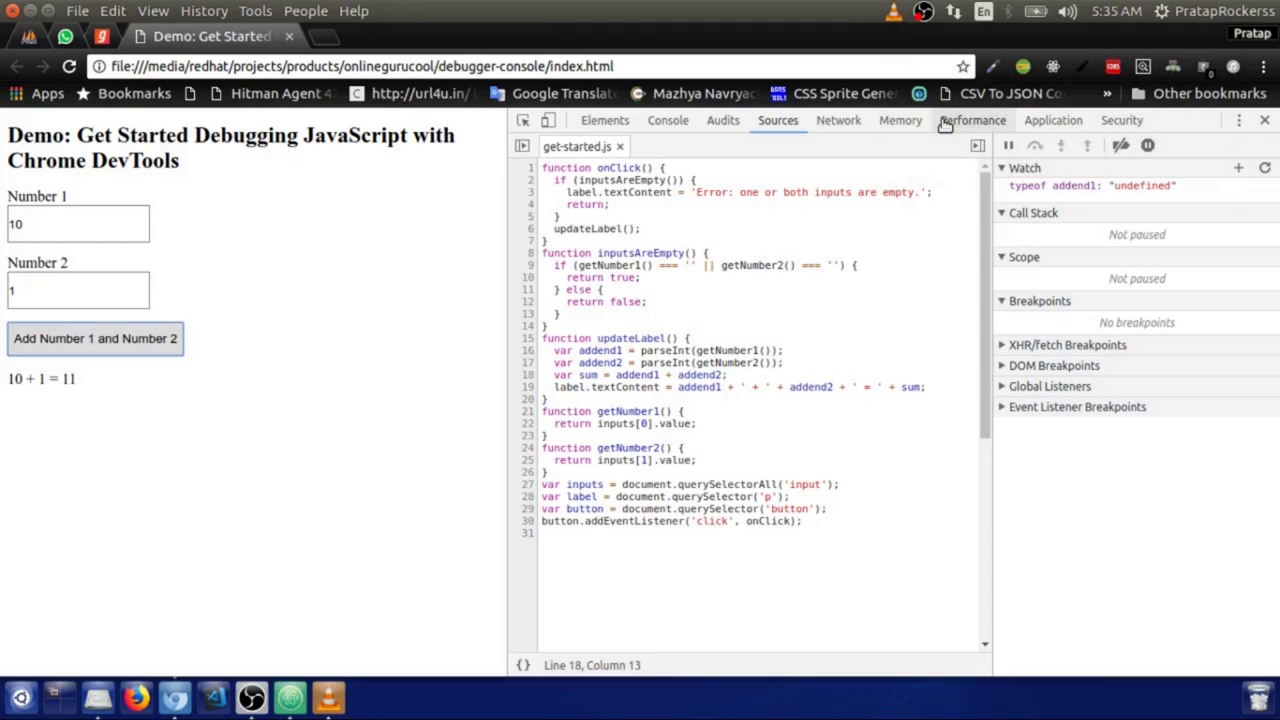 File Edit View History Tools People Help
En 5:35 AM PratapRockerss
Demo: Get Started
Pratap
file:///media/redhat/projects/products/onlinegurucool/debugger-console/index.html
Apps Bookmarks Hitman Agent 47 http://url4u.in/ Google Translat Mazhya Navryac CSS Sprite Gene CSV To JSON Co » Other bookmarks
Demo: Get Started Debugging JavaScript with
Chrome DevTools
Number 1
10
Number 2
1
Add Number 1 and Number 2
10 + 1 = 11
Elements Console Audits Sources Network Memory Performance Application Security
get-started.js
1 function onClick() {
2 if (inputsAreEmpty()) {
3 label.textContent = 'Error: one or both inputs are empty.';
4 return;
5 }
6 updateLabel();
7 }
8 function inputsAreEmpty() {
9 if (getNumber1() === '' || getNumber2() === '') {
10 return true;
11 } else {
12 return false;
13 }
14 }
15 function updateLabel() {
16 var addend1 = parseInt(getNumber1());
17 var addend2 = parseInt(getNumber2());
18 var sum = addend1 + addend2;
19 label.textContent = addend1 + ' + ' + addend2 + ' = ' + sum;
20 }
21 function getNumber1() {
22 return inputs[0].value;
23 }
24 function getNumber2() {
25 return inputs[1].value;
26 }
27 var inputs = document.querySelectorAll('input');
28 var label = document.querySelector('p');
29 var button = document.querySelector('button');
30 button.addEventListener('click', onClick);
31
{} Line 18, Column 13
Watch
typeof addend1: "undefined"
Call Stack
Not paused
Scope
Not paused
Breakpoints
No breakpoints
XHR/fetch Breakpoints
DOM Breakpoints
Global Listeners
Event Listener Breakpoints